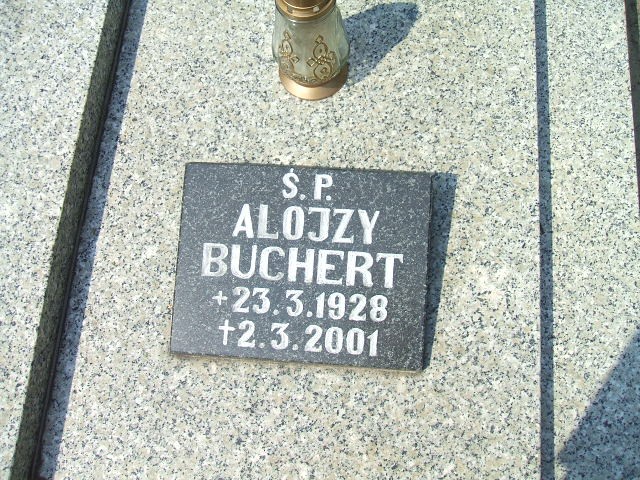 Ś.P.
ALOJZY
BUCHERT
+23.3.1928
†2.3.2001